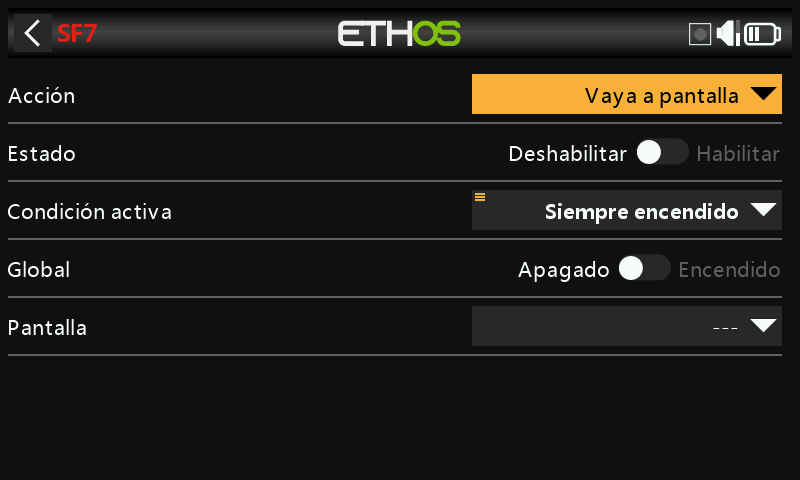 SF7 ETHOS
Acción Vaya a pantalla
Estado Deshabilitar Habilitar
Condición activa Siempre encendido
Global Apagado Encendido
Pantalla ---